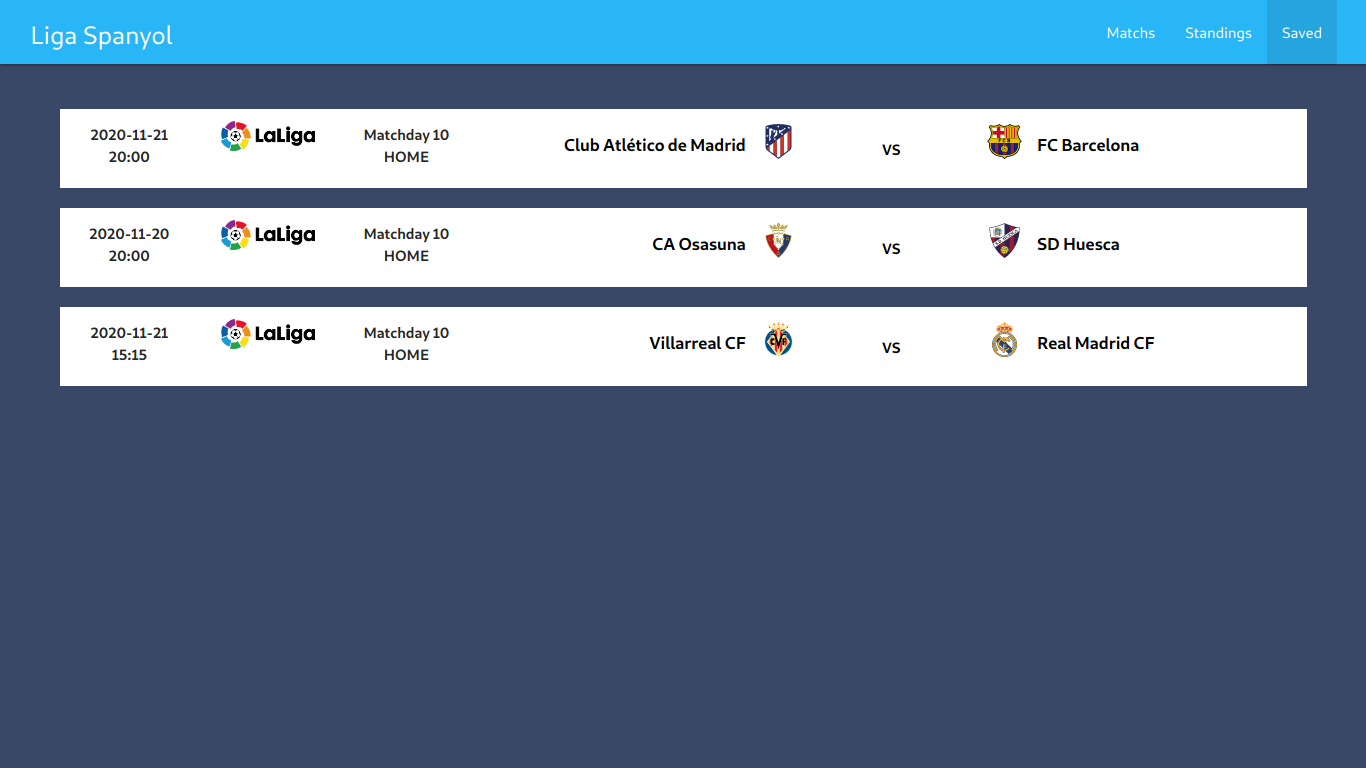 Liga Spanyol
Matchs Standings Saved
2020-11-21
20:00
LaLiga
Matchday 10
HOME
Club Atlético de Madrid
vs
FC Barcelona
2020-11-20
20:00
LaLiga
Matchday 10
HOME
CA Osasuna
vs
SD Huesca
2020-11-21
15:15
LaLiga
Matchday 10
HOME
Villarreal CF
vs
Real Madrid CF